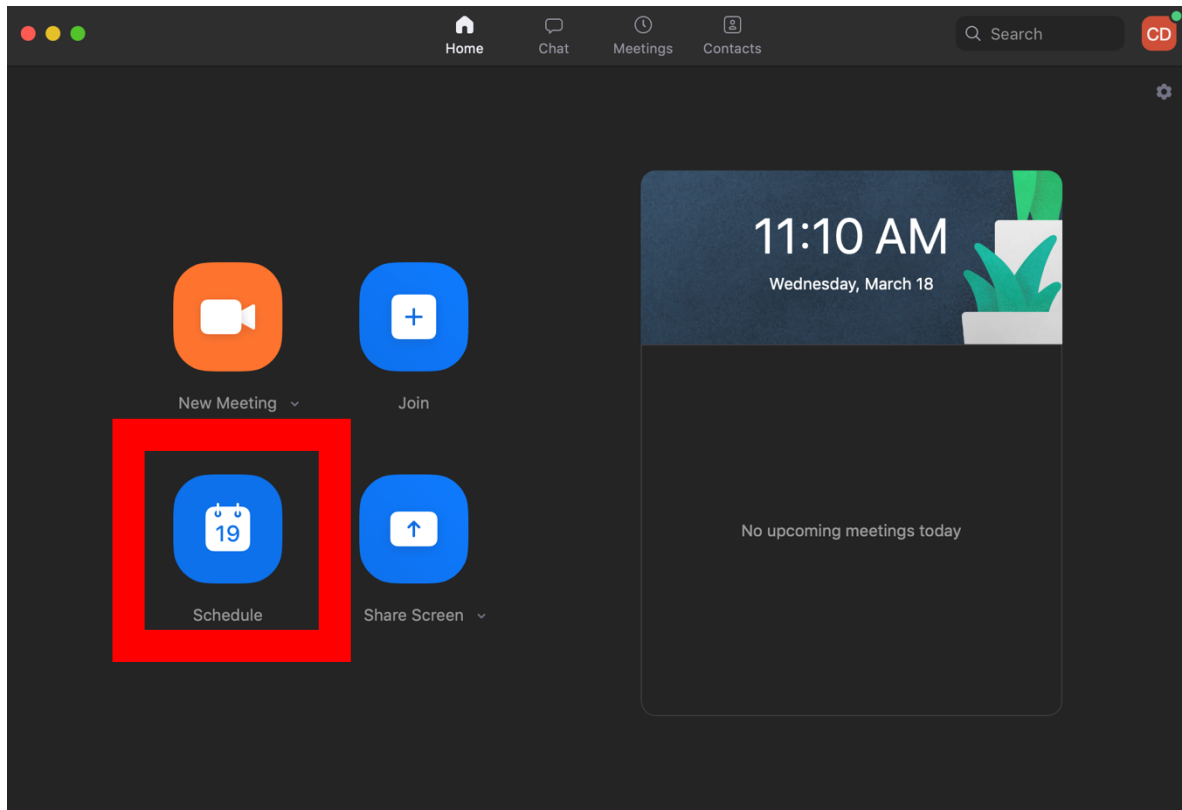 Home
Chat
Meetings
Contacts
Search
CD
11:10 AM
Wednesday, March 18
New Meeting
Join
19
Schedule
Share Screen
No upcoming meetings today